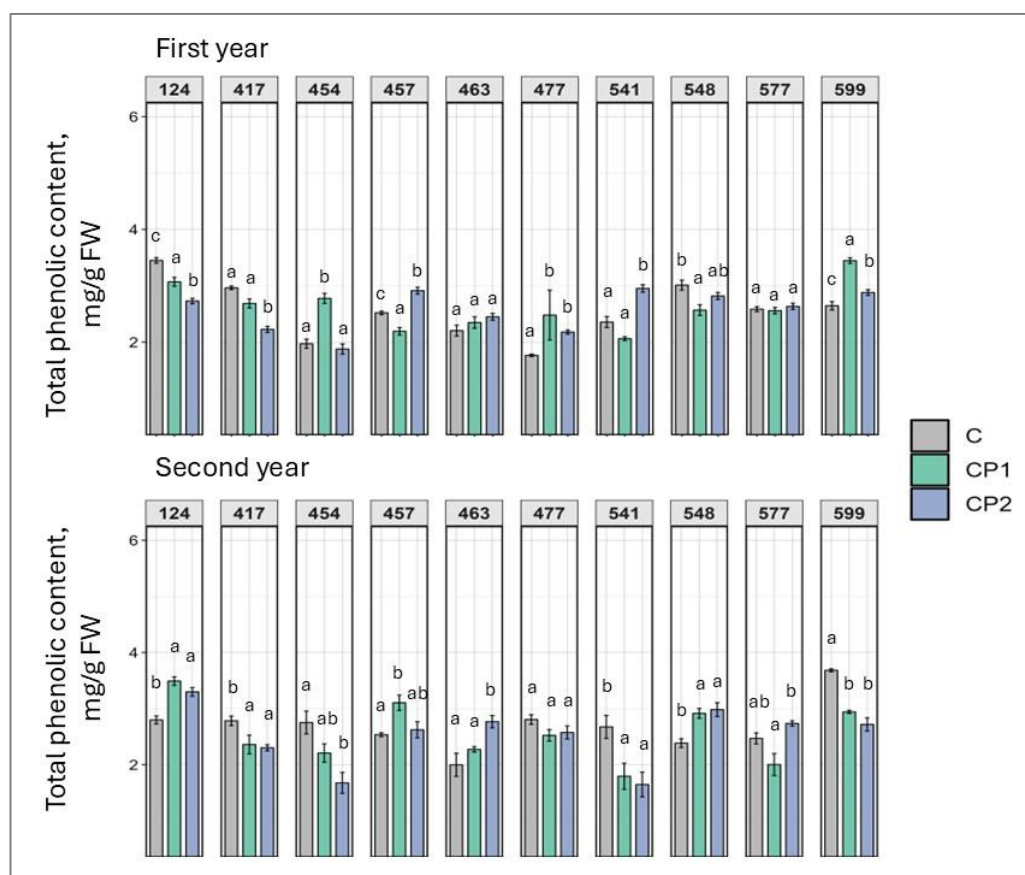 First year
124 417 454 457 463 477 541 548 577 599
Total phenolic content,
mg/g FW
6
4
2
c a b
a a b
a b a
c a b
a a a
a b b
a a b
b a ab
a a a
c a b
C
CP1
CP2
Second year
124 417 454 457 463 477 541 548 577 599
Total phenolic content,
mg/g FW
6
4
2
b a a
b a a
a ab b
a b ab
a a b
a a a
b a a
b a a
ab a b
a b b